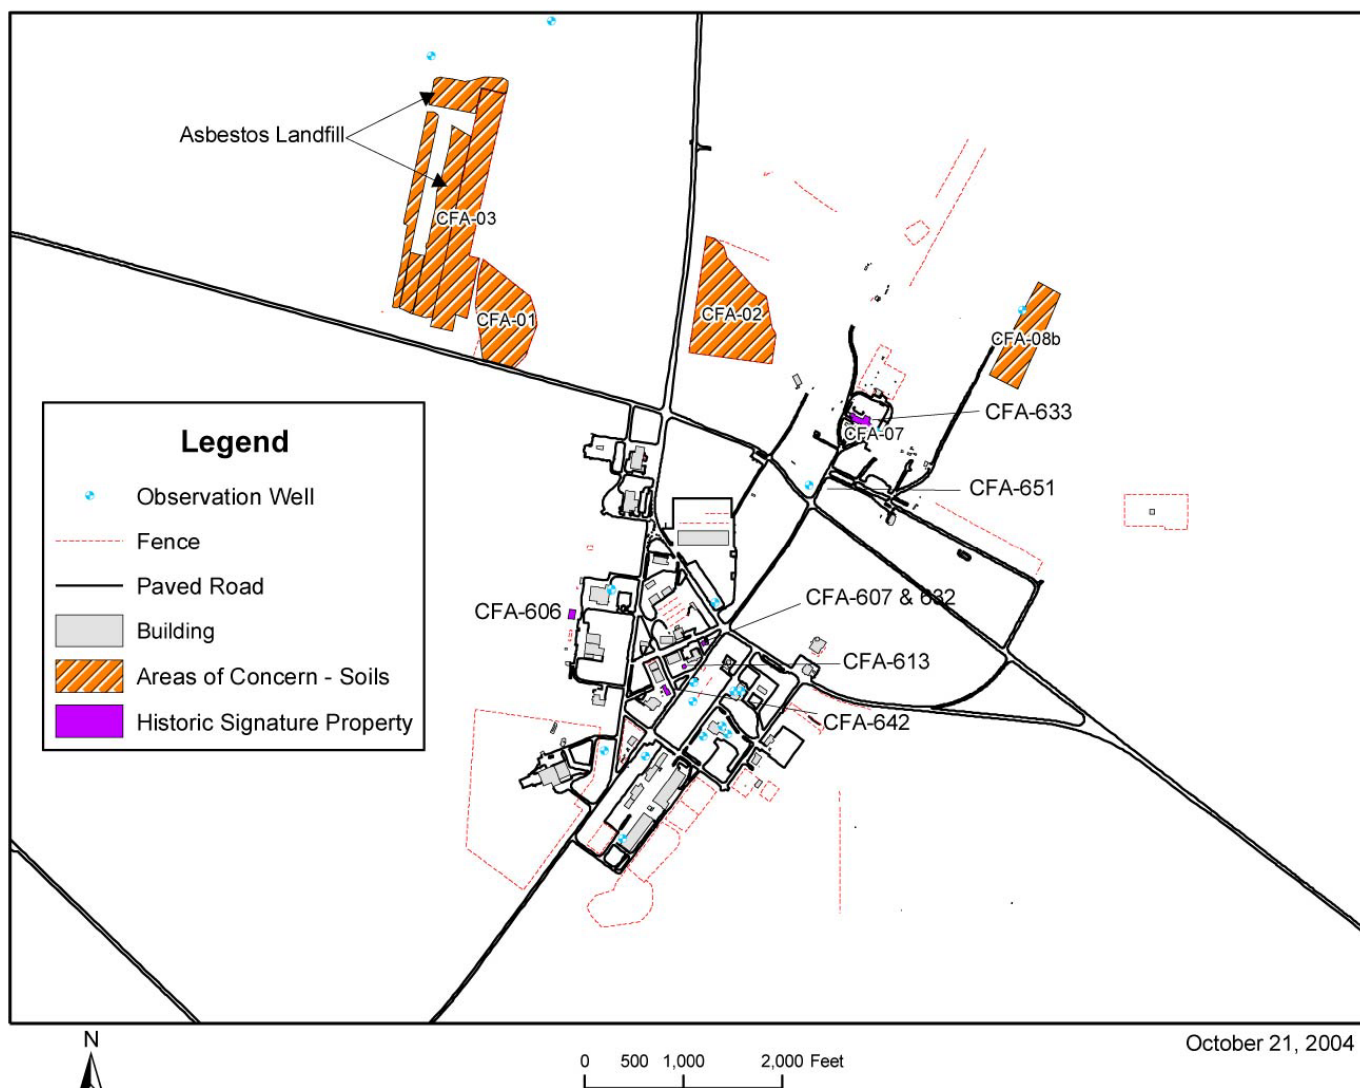 Asbestos Landfill
CFA-03
CFA-01
CFA-02
CFA-08b
CFA-633
CFA-07
CFA-651
CFA-607 & 632
CFA-606
CFA-613
CFA-642
Legend
Observation Well
Fence
Paved Road
Building
Areas of Concern - Soils
Historic Signature Property
October 21, 2004
N
0 500 1,000 2,000 Feet